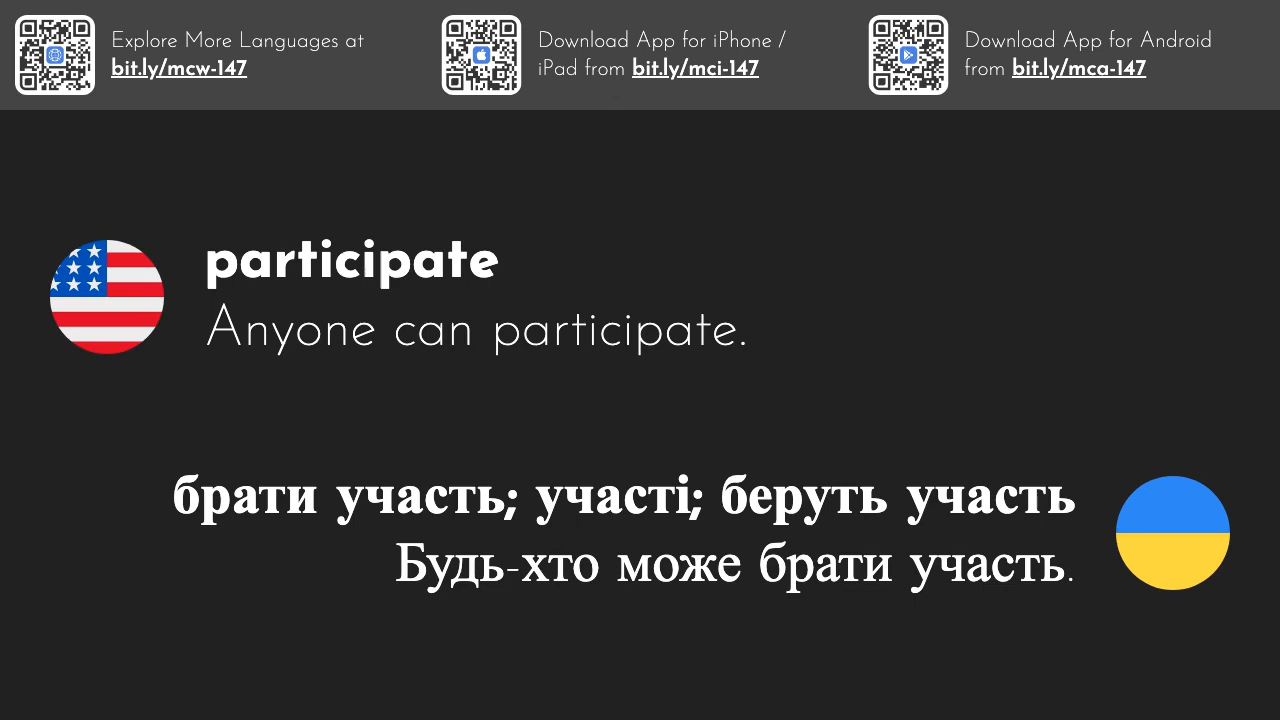 Explore More Languages at
bit.ly/mcw-147
Download App for iPhone /
iPad from bit.ly/mci-147
Download App for Android
from bit.ly/mca-147
participate
Anyone can participate.
брати участь; участі; беруть участь
Будь-хто може брати участь.